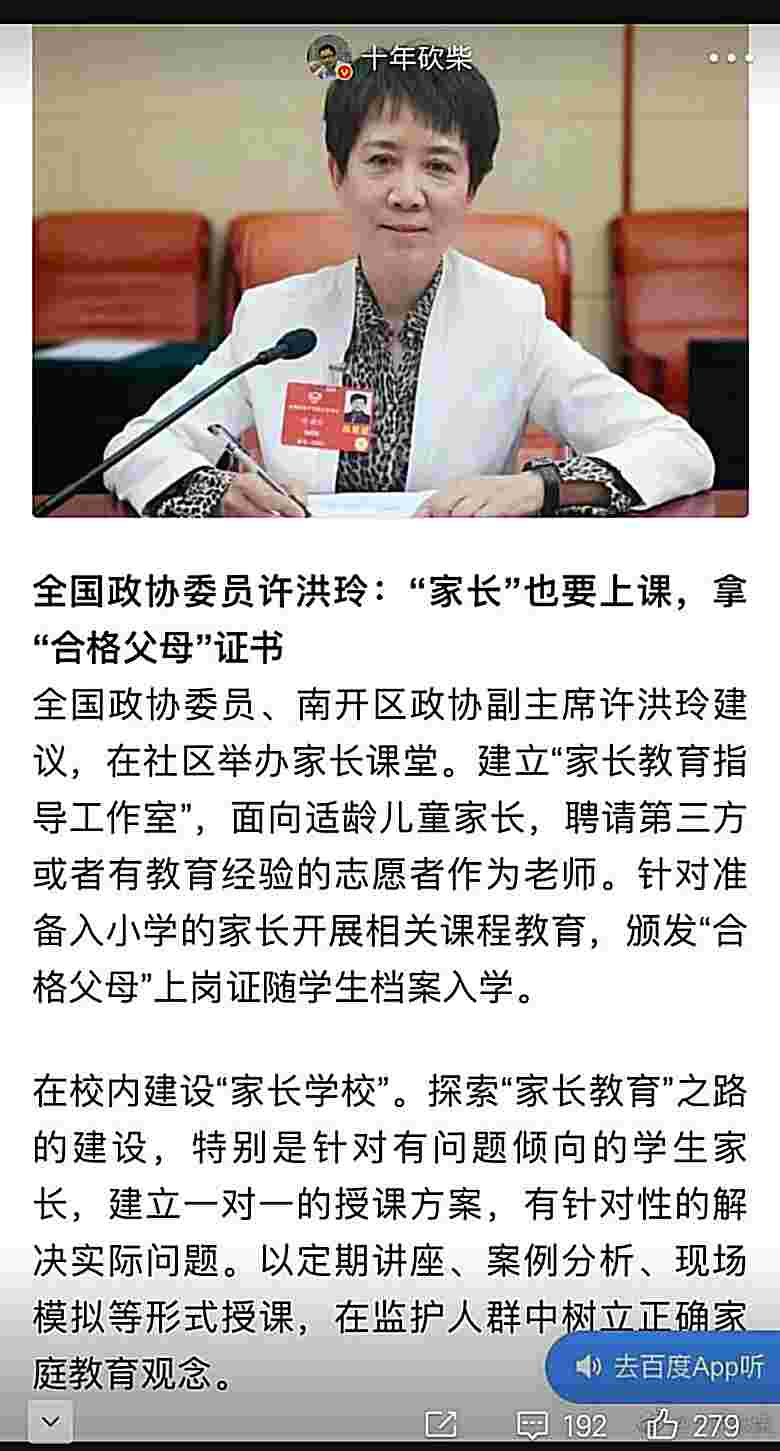 十年砍柴
全国政协委员许洪玲：“家长”也要上课，拿
“合格父母”证书
全国政协委员、南开区政协副主席许洪玲建
议，在社区举办家长课堂。建立“家长教育指
导工作室”，面向适龄儿童家长，聘请第三方
或者有教育经验的志愿者作为老师。针对准
备入小学的家长开展相关课程教育，颁发“合
格父母”上岗证随学生档案入学。
在校内建设“家长学校”。探索“家长教育”之路
的建设，特别是针对有问题倾向的学生家
长，建立一对一的授课方案，有针对性的解
决实际问题。以定期讲座、案例分析、现场
模拟等形式授课，在监护人群中树立正确家
庭教育观念。
去百度App听
192
279